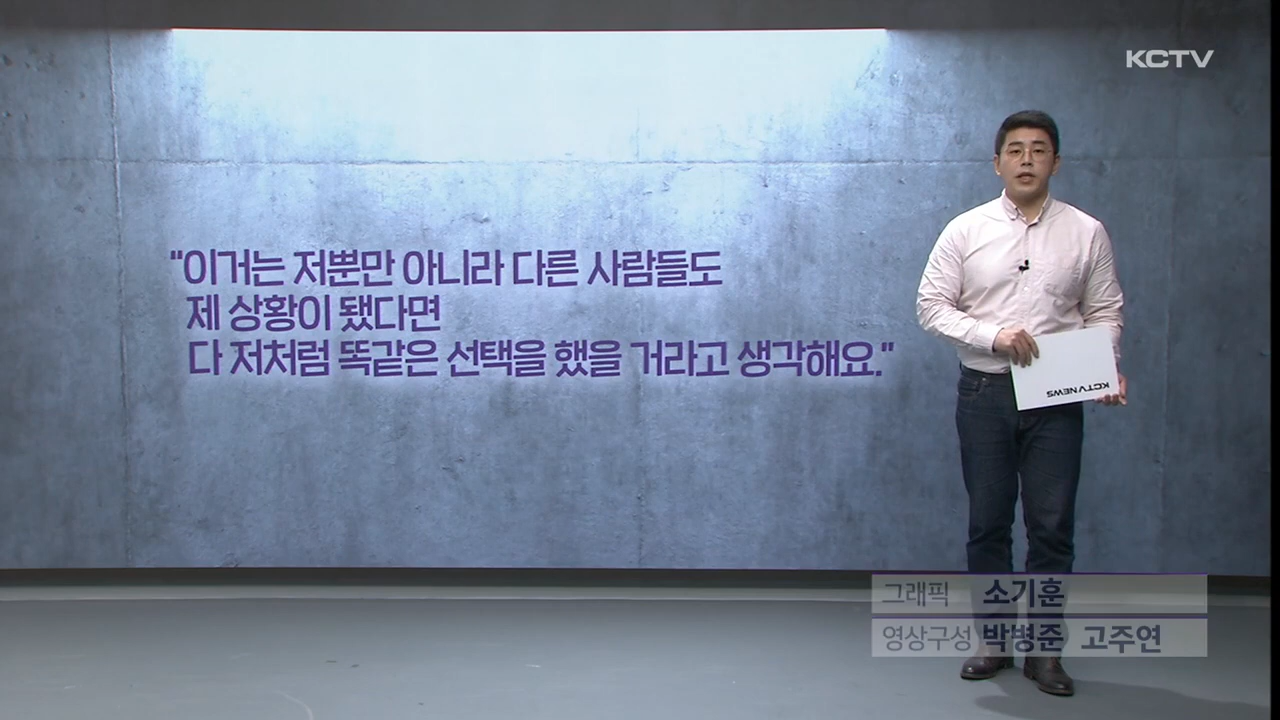 KCTV
"이거는 저뿐만 아니라 다른 사람들도
제 상황이 됐다면
다 저처럼 똑같은 선택을 했을 거라고 생각해요."
KCTV NEWS
그래픽 소기훈
영상구성 박병준 고주연